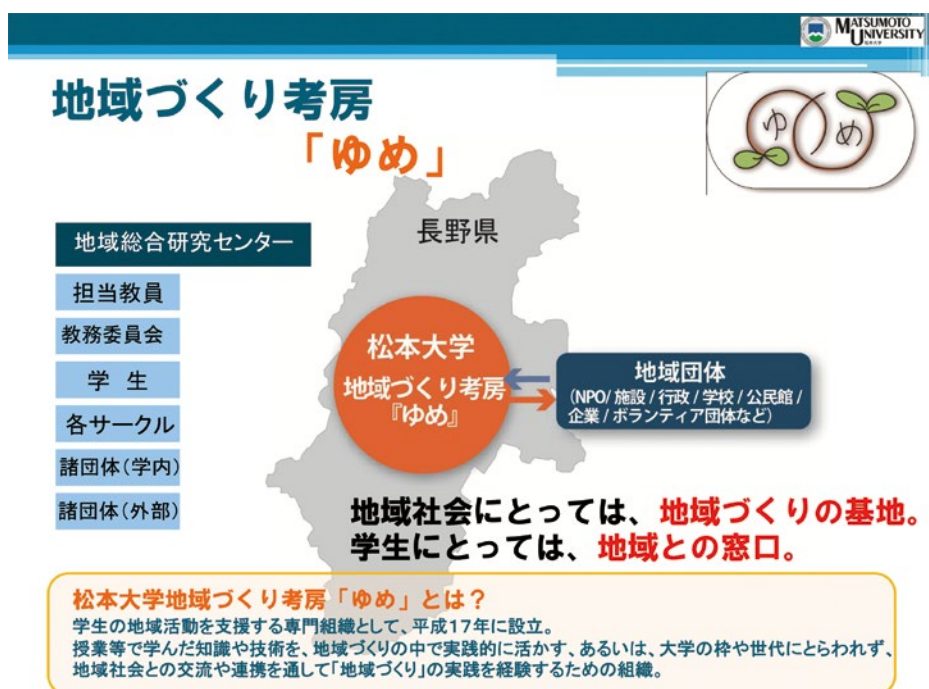 MATSUMOTO
UNIVERSITY
地域づくり考房
「ゆめ」
ゆめ
長野県
地域総合研究センター
担当教員
教務委員会
学 生
各サークル
諸団体(学内)
諸団体(外部)
松本大学
地域づくり考房
『ゆめ』
地域団体
(NPO/ 施設 / 行政 / 学校 / 公民館 /
企業 / ボランティア団体など)
地域社会にとっては、地域づくりの基地。
学生にとっては、地域との窓口。
松本大学地域づくり考房「ゆめ」とは？
学生の地域活動を支援する専門組織として、平成17年に設立。
授業等で学んだ知識や技術を、地域づくりの中で実践的に活かす、あるいは、大学の枠や世代にとらわれず、
地域社会との交流や連携を通して「地域づくり」の実践を経験するための組織。